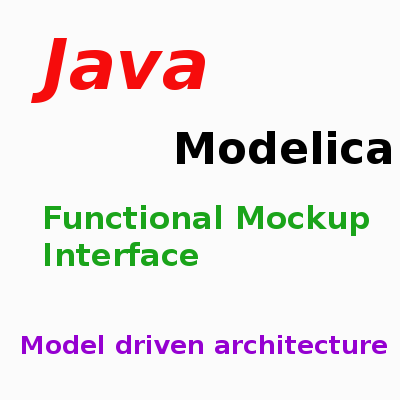 Java
Modelica
Functional Mockup
Interface
Model driven architecture